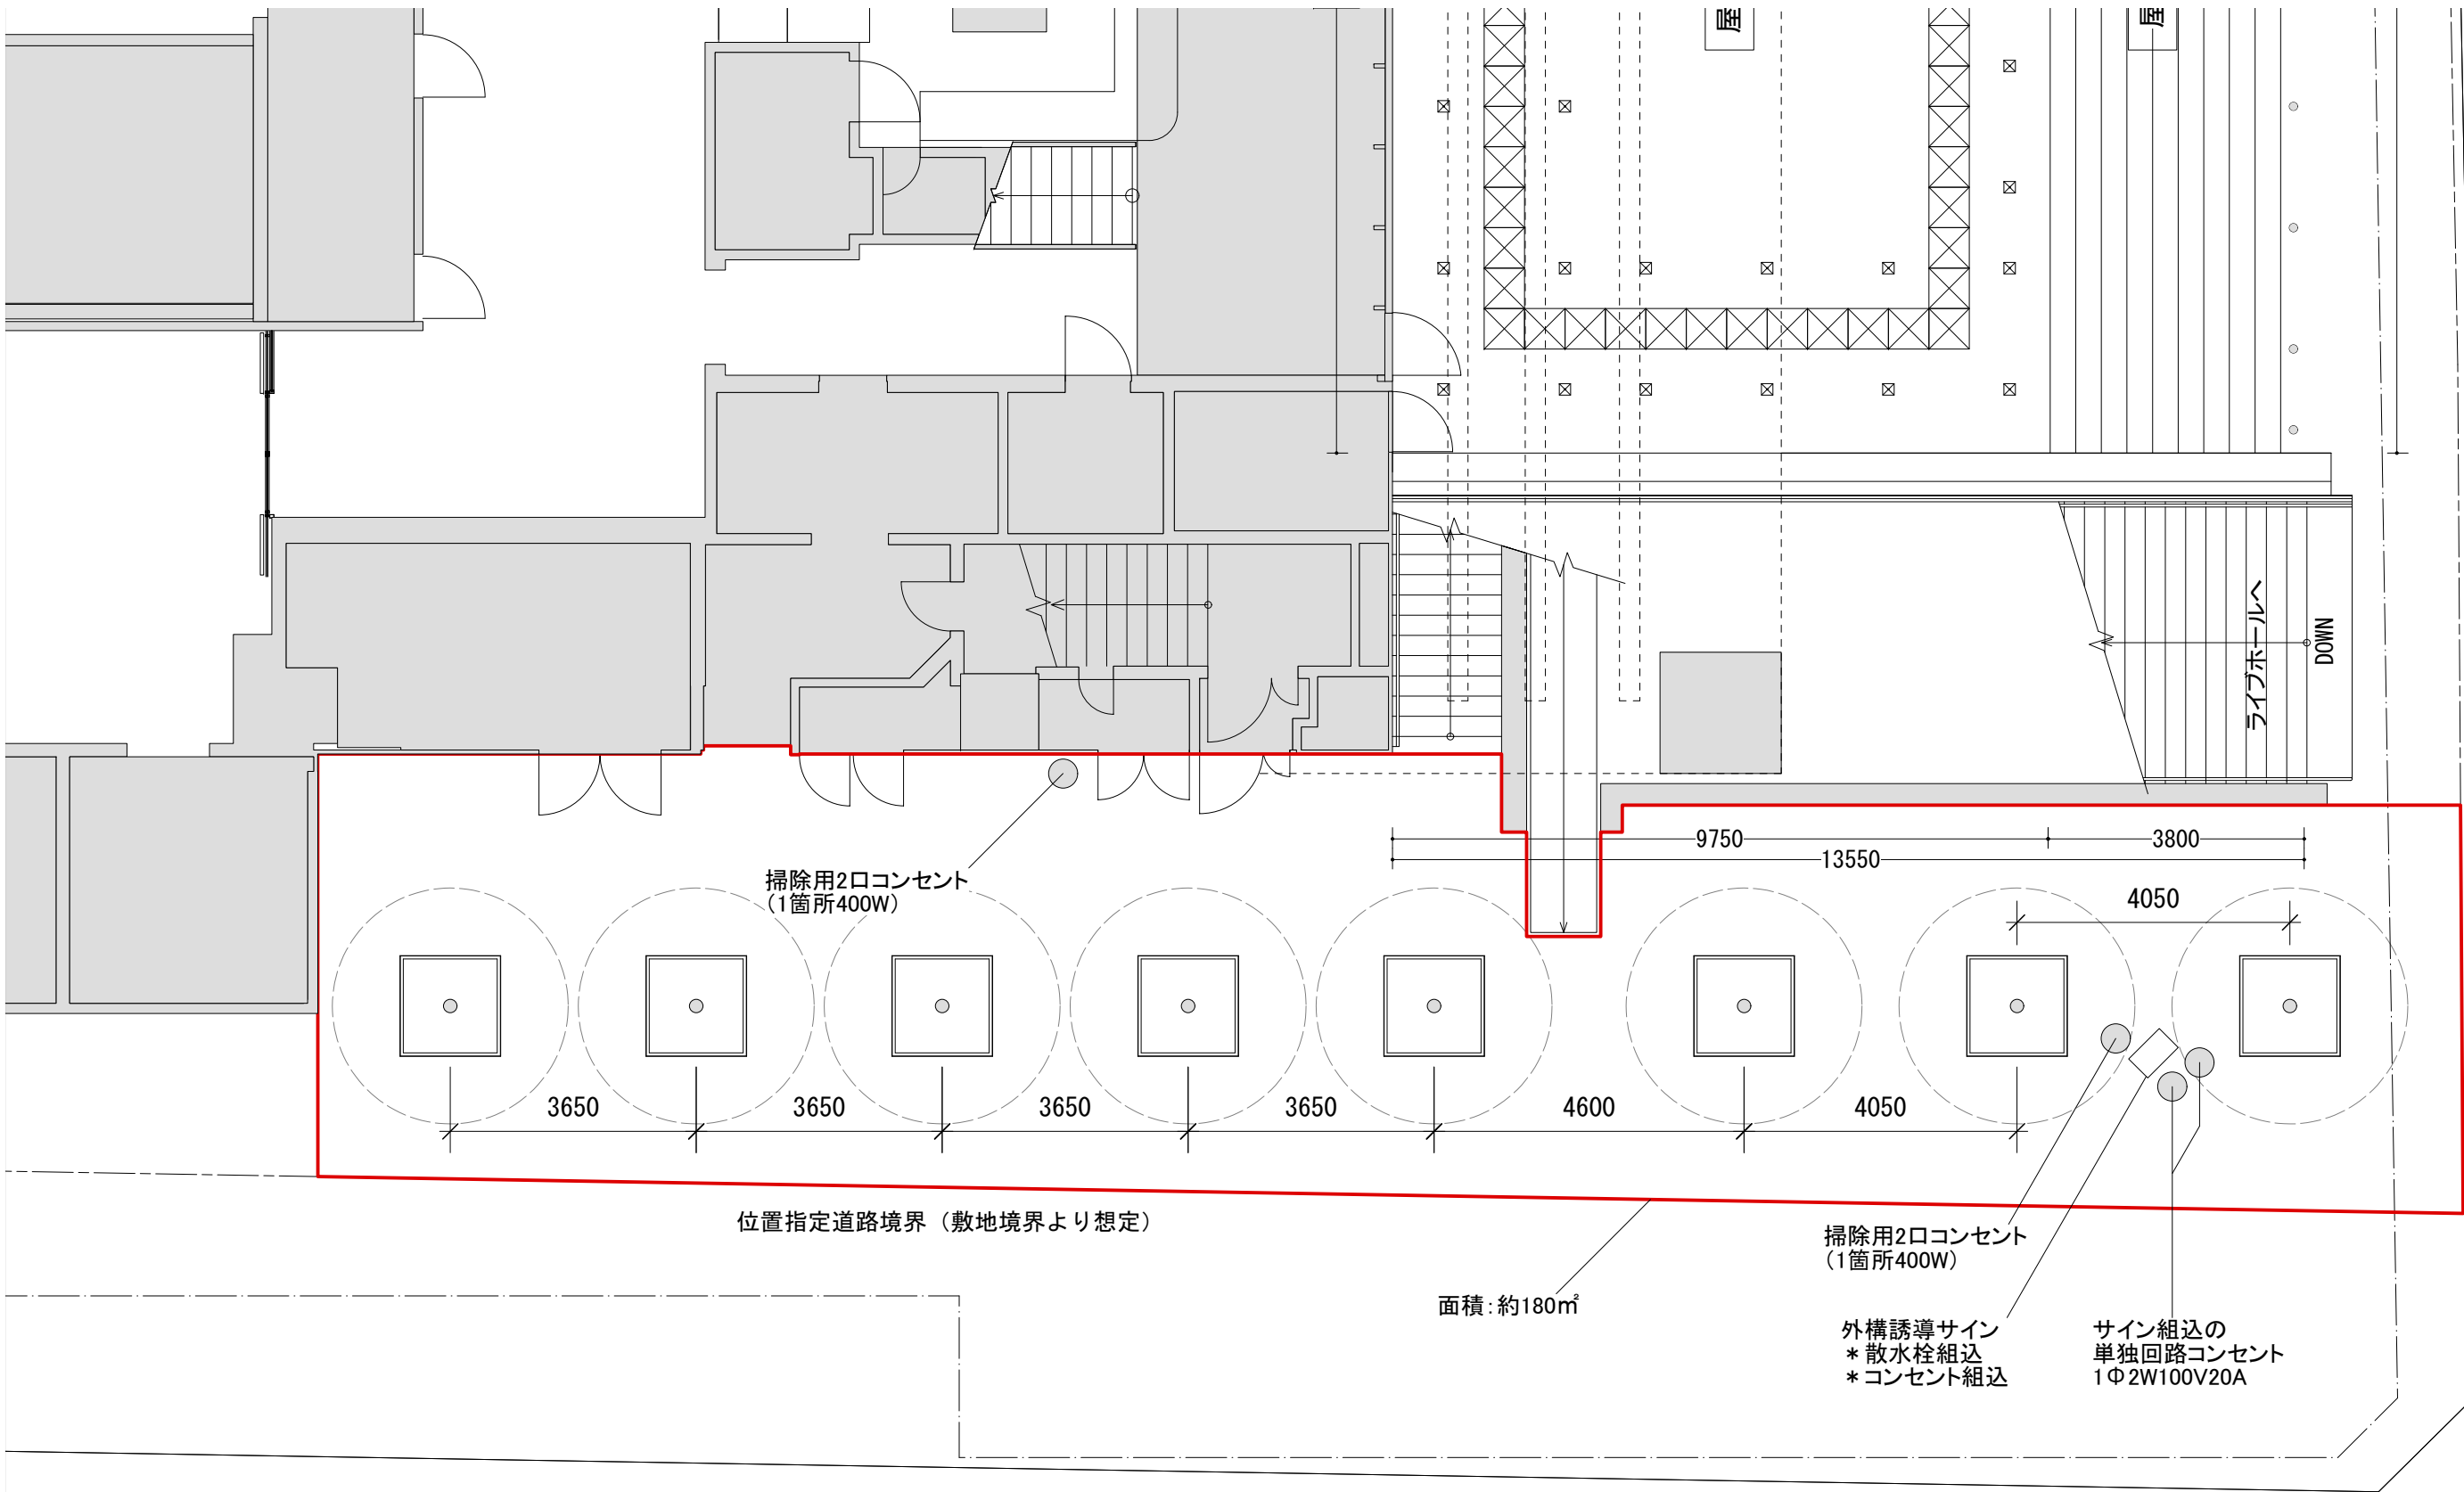 屋
屋
ライブホールへ
DOWN
9750
3800
13550
4050
掃除用2口コンセント
(1箇所400W)
3650
3650
3650
3650
4600
4050
位置指定道路境界（敷地境界より想定）
面積：約180㎡
掃除用2口コンセント
(1箇所400W)
外構誘導サイン
＊散水栓組込
＊コンセント組込
サイン組込の
単独回路コンセント
1Φ2W100V20A